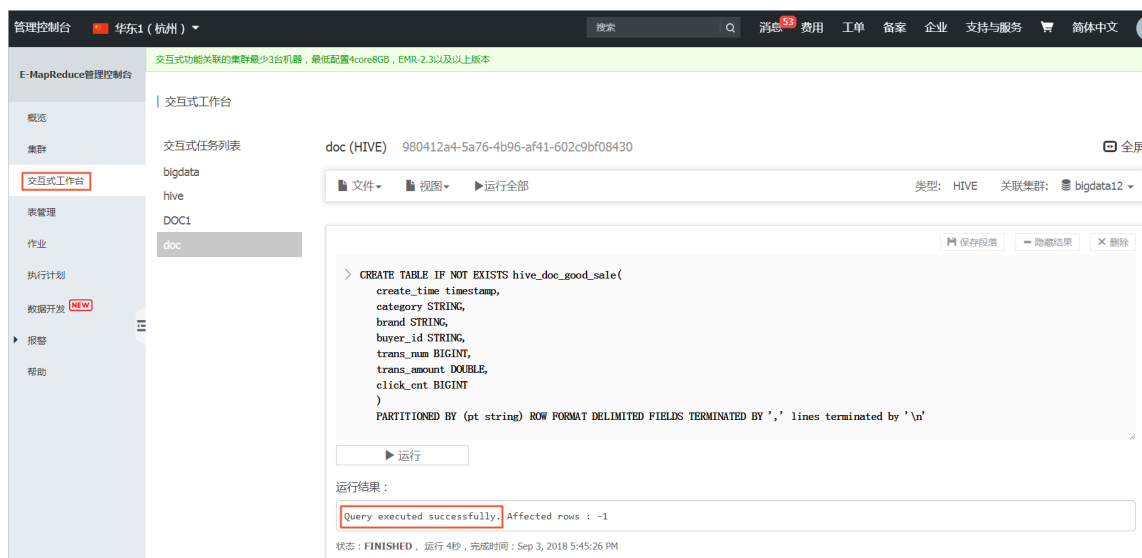 管理控制台 华东1 ( 杭州 ) 搜索 消息 53 费用 工单 备案 企业 支持与服务 简体中文
E-MapReduce管理控制台
概览
集群
交互式工作台
表管理
作业
执行计划
数据开发 NEW
报警
帮助
交互式功能关联的集群最少3台机器，最低配置4core8GB，EMR-2.3以及以上版本
交互式工作台
交互式任务列表
bigdata
hive
DOC1
doc
doc (HIVE) 980412a4-5a76-4b96-af41-602c9bf08430 全屏
文件 视图 运行全部 类型: HIVE 关联集群: bigdata12
保存段落 隐藏结果 删除
CREATE TABLE IF NOT EXISTS hive_doc_good_sale(
create_time timestamp,
category STRING,
brand STRING,
buyer_id STRING,
trans_num BIGINT,
trans_amount DOUBLE,
click_cnt BIGINT
)
PARTITIONED BY (pt string) ROW FORMAT DELIMITED FIELDS TERMINATED BY ',' lines terminated by '\n'
运行
运行结果：
Query executed successfully. Affected rows : -1
状态：FINISHED， 运行 4秒，完成时间：Sep 3, 2018 5:45:26 PM